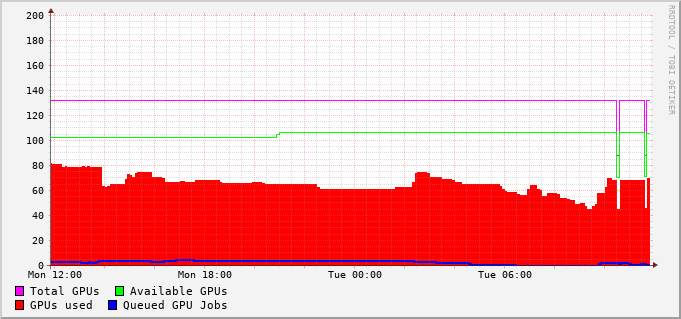 200
180
160
140
120
100
80
60
40
20
0
Mon 12:00 Mon 18:00 Tue 00:00 Tue 06:00
Total GPUs Available GPUs
GPUs used Queued GPU Jobs
RRDTOOL / TOBI OETIKER